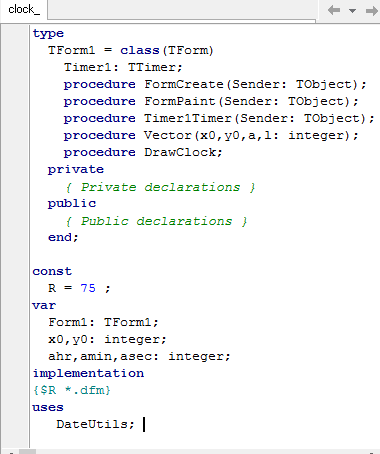 clock_
type
TForm1 = class(TForm)
Timer1: TTimer;
procedure FormCreate(Sender: TObject);
procedure FormPaint(Sender: TObject);
procedure Timer1Timer(Sender: TObject);
procedure Vector(x0,y0,a,l: integer);
procedure DrawClock;
private
{ Private declarations }
public
{ Public declarations }
end;
const
R = 75 ;
var
Form1: TForm1;
x0,y0: integer;
ahr,amin,asec: integer;
implementation
{$R *.dfm}
uses
DateUtils;